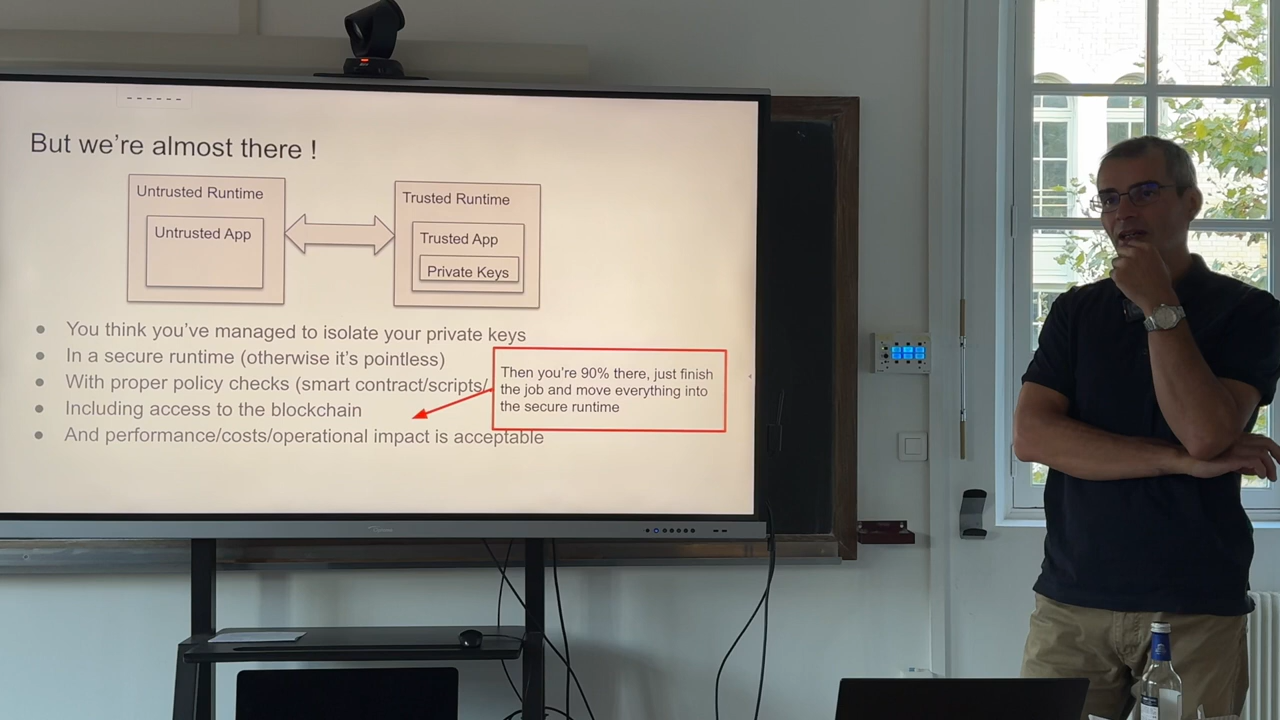 But we're almost there !
Untrusted Runtime
Untrusted App
Trusted Runtime
Trusted App
Private Keys
You think you've managed to isolate your private keys
In a secure runtime (otherwise it's pointless)
With proper policy checks (smart contract/scripts/
Including access to the blockchain
And performance/costs/operational impact is acceptable
Then you're 90% there, just finish
the job and move everything into
the secure runtime